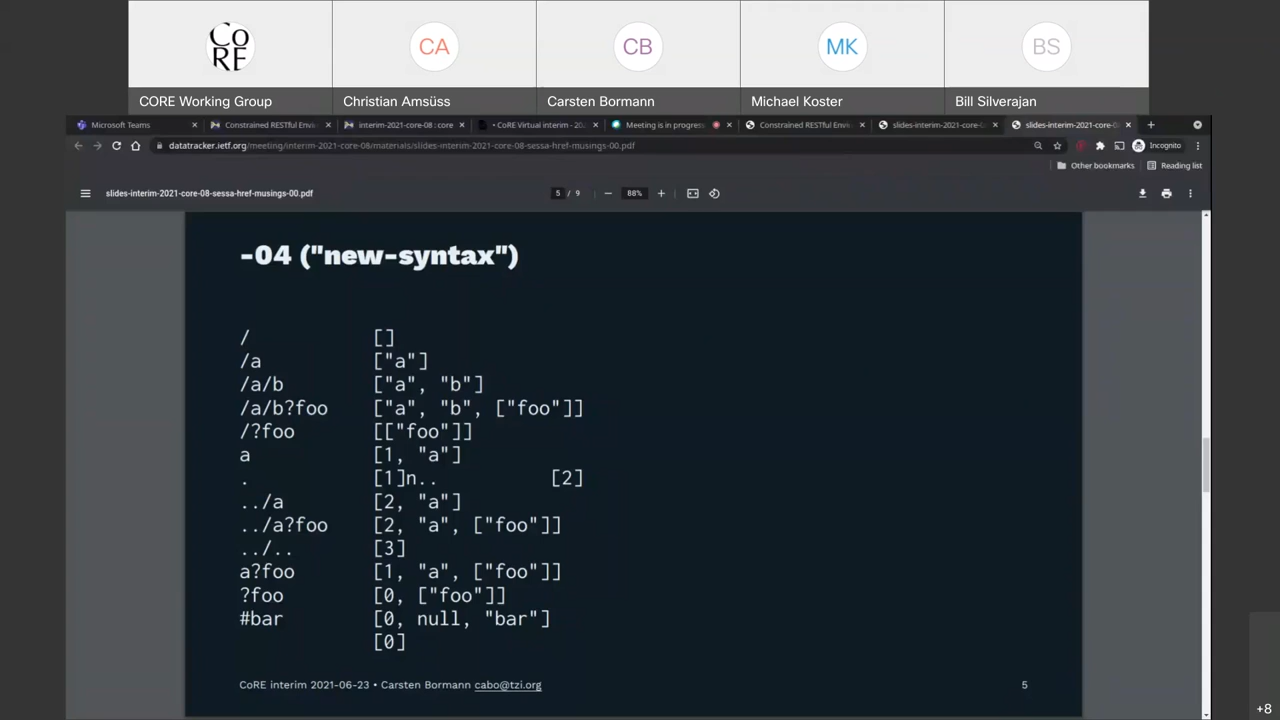 CORE
CA
CB
MK
BS
CORE Working Group
Christian Amsüss
Carsten Bormann
Michael Koster
Bill Silverajan
Microsoft Teams
Constrained RESTful Envir
interim-2021-core-08 : core
• CoRE Virtual interim - 20
Meeting is in progress
Constrained RESTful Envir
slides-interim-2021-core-0
slides-interim-2021-core-0
datatracker.ietf.org/meeting/interim-2021-core-08/materials/slides-interim-2021-core-08-sessa-href-musings-00.pdf
Incognito
Other bookmarks
Reading list
slides-interim-2021-core-08-sessa-href-musings-00.pdf
5 / 9
88%
-04 ("new-syntax")
/ []
/a ["a"]
/a/b ["a", "b"]
/a/b?foo ["a", "b", ["foo"]]
/?foo [["foo"]]
a [1, "a"]
. [1]n.. [2]
../a [2, "a"]
../a?foo [2, "a", ["foo"]]
../.. [3]
a?foo [1, "a", ["foo"]]
?foo [0, ["foo"]]
#bar [0, null, "bar"]
[0]
CoRE interim 2021-06-23 • Carsten Bormann cabo@tzi.org
5
+8